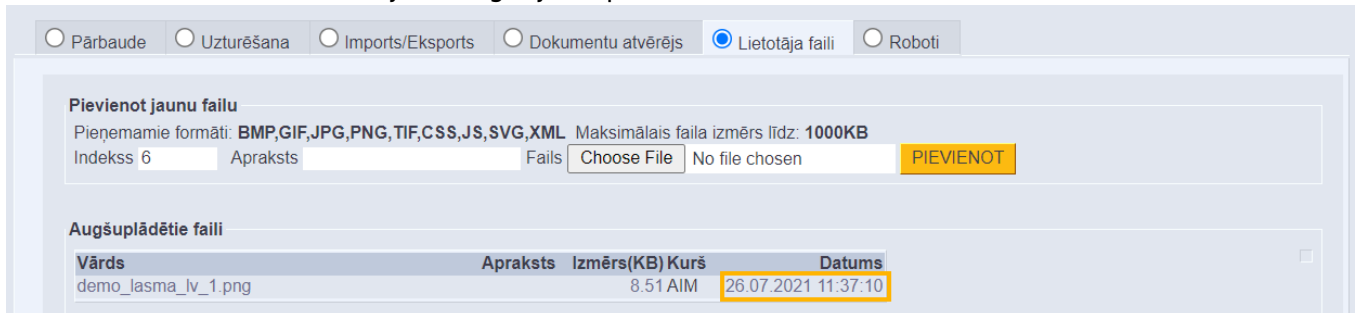 Pārbaude Uzturēšana Imports/Eksports Dokumentu atvērējs Lietotāja faili Roboti
Pievienot jaunu failu
Pieņemamie formāti: BMP,GIF,JPG,PNG,TIF,CSS,JS,SVG,XML Maksimālais faila izmērs līdz: 1000KB
Indekss 6 Apraksts Fails Choose File No file chosen PIEVIENOT
Augšuplādētie faili
Vārds Apraksts Izmērs(KB) Kurš Datums
demo_lasma_lv_1.png 8.51 AIM 26.07.2021 11:37:10